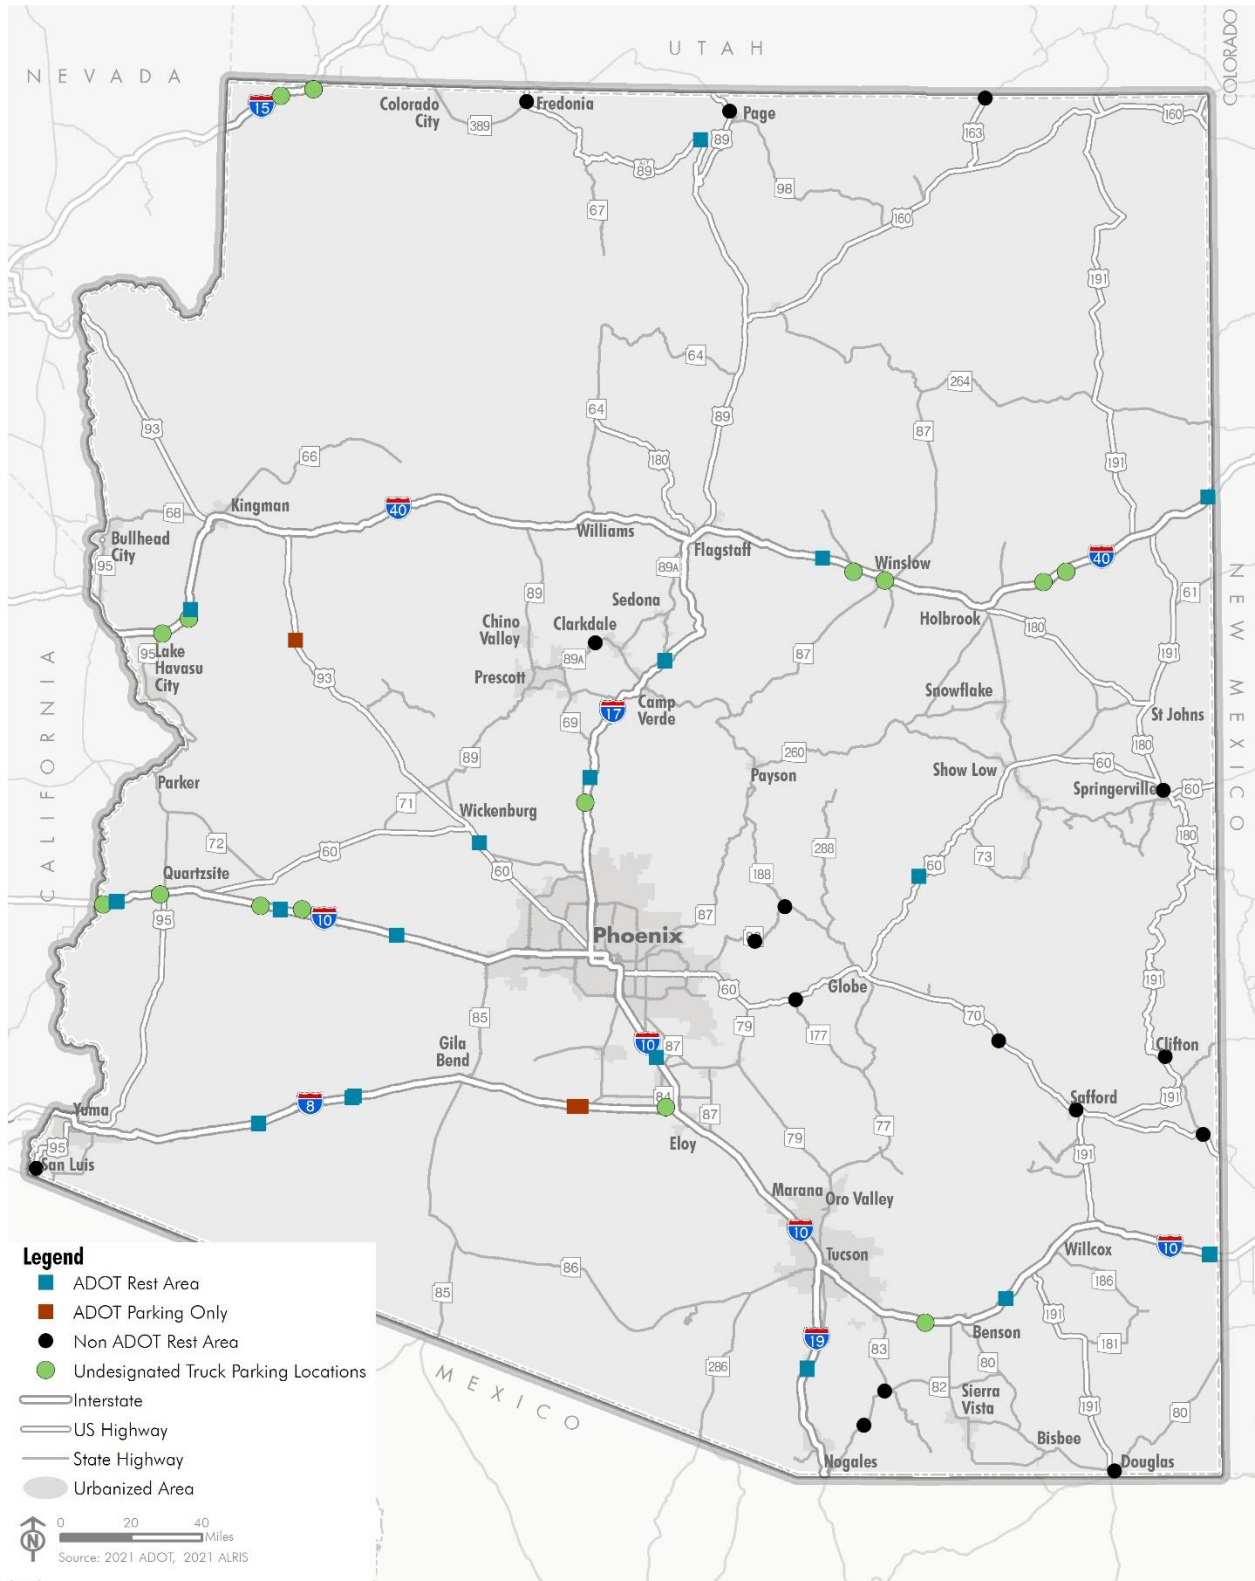 UTAH
COLORADO
NEVADA
15
Colorado
City
389
Fredonia
Page
89
163
160
89
98
67
160
191
64
264
64
89
87
93
180
191
66
Kingman
68
40
Williams
Flagstaff
Winslow
40
Bullhead
City
95
89A
NEW MEXICO
61
89
Sedona
Holbrook
180
Chino
Valley
Clarkdale
CALIFORNIA
95
Lake
Havasu
City
89A
87
191
93
Prescott
Snowflake
17
Camp
Verde
St Johns
69
180
89
260
Payson
Show Low
60
Springerville
60
Parker
71
Wickenburg
72
60
288
180
60
73
Quartzsite
60
188
95
10
87
Phoenix
60
Globe
191
85
79
177
70
10
87
Gila
Bend
Clifton
8
84
87
Safford
191
Yuma
79
77
Eloy
95
San Luis
191
Marana
Oro Valley
10
Tucson
Willcox
10
86
186
85
191
19
Benson
181
83
80
286
82
Sierra
Vista
191
80
MEXICO
Bisbee
Nogales
Douglas
Legend
ADOT Rest Area
ADOT Parking Only
Non ADOT Rest Area
Undesignated Truck Parking Locations
Interstate
US Highway
State Highway
Urbanized Area
N
0 20 40
Miles
Source: 2021 ADOT, 2021 ALRIS